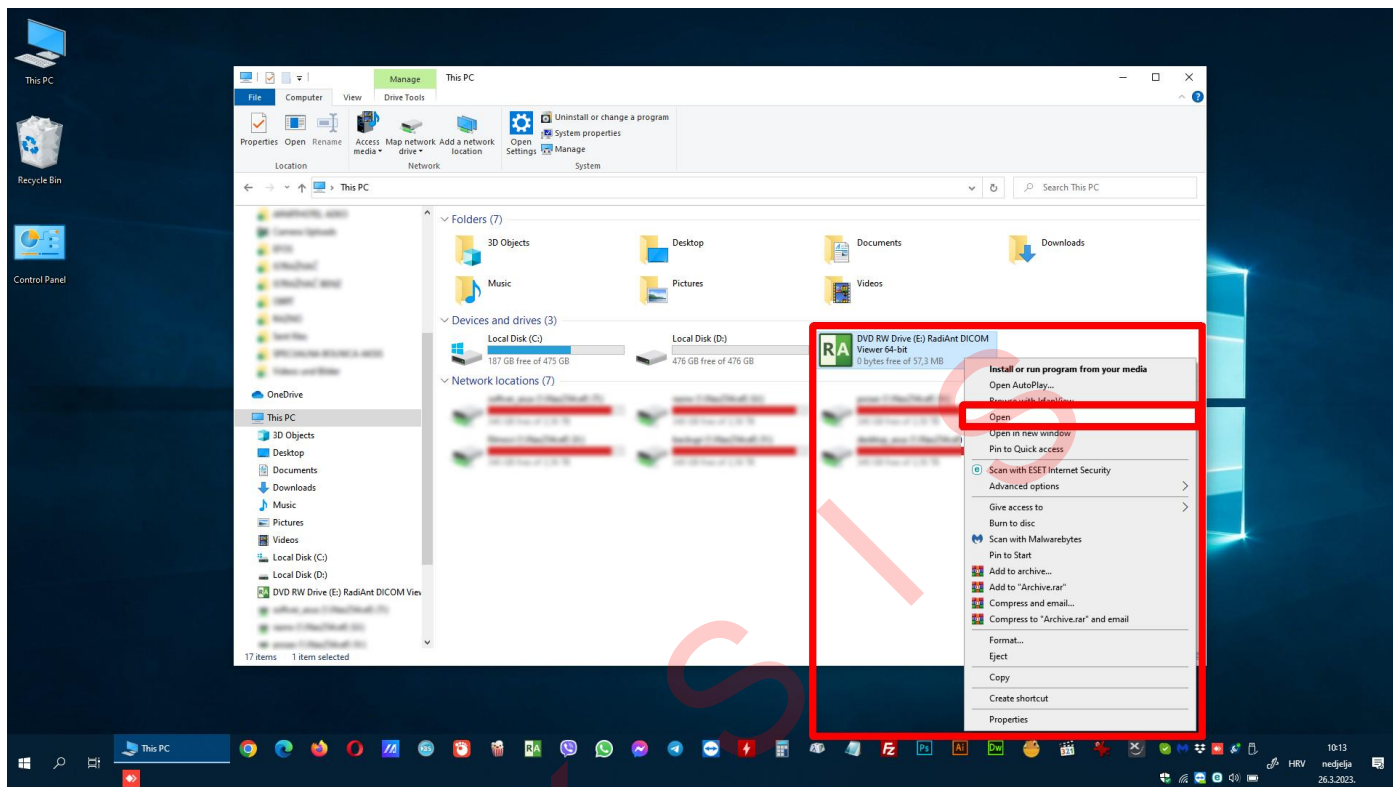 This PC
Recycle Bin
Control Panel
Manage
This PC
File
Computer
View
Drive Tools
Properties
Open
Rename
Access media
Map network drive
Add a network location
Open Settings
Uninstall or change a program
System properties
Manage
Location
Network
System
This PC
Search This PC
OneDrive
This PC
3D Objects
Desktop
Documents
Downloads
Music
Pictures
Videos
Local Disk (C:)
Local Disk (D:)
DVD RW Drive (E:) RadiAnt DICOM View
Folders (7)
3D Objects
Desktop
Documents
Downloads
Music
Pictures
Videos
Devices and drives (3)
Local Disk (C:)
187 GB free of 475 GB
Local Disk (D:)
476 GB free of 476 GB
RA
DVD RW Drive (E:) RadiAnt DICOM
Viewer 64-bit
0 bytes free of 57,3 MB
Network locations (7)
Install or run program from your media
Open AutoPlay...
Browse with IrfanView
Open
Open in new window
Pin to Quick access
Scan with ESET Internet Security
Advanced options
Give access to
Burn to disc
Scan with Malwarebytes
Pin to Start
Add to archive...
Add to "Archive.rar"
Compress and email...
Compress to "Archive.rar" and email
Format...
Eject
Copy
Create shortcut
Properties
17 items
1 item selected
S I S
This PC
RA
Fz
Ps
Ai
Dw
HRV
10:13
nedjelja
26.3.2023.